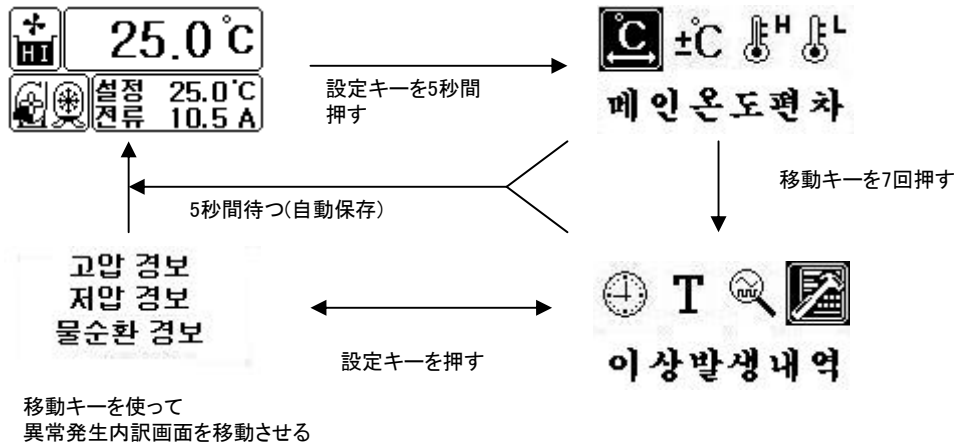 HI
25.0℃
설정 25.0℃
전류 10.5 A
設定キーを5秒間
押す
℃ ±℃ H L
메인온도편차
移動キーを7回押す
5秒間待つ(自動保存)
고압 경보
저압 경보
물순환 경보
設定キーを押す
T
이상발생내역
移動キーを使って
異常発生内訳画面を移動させる